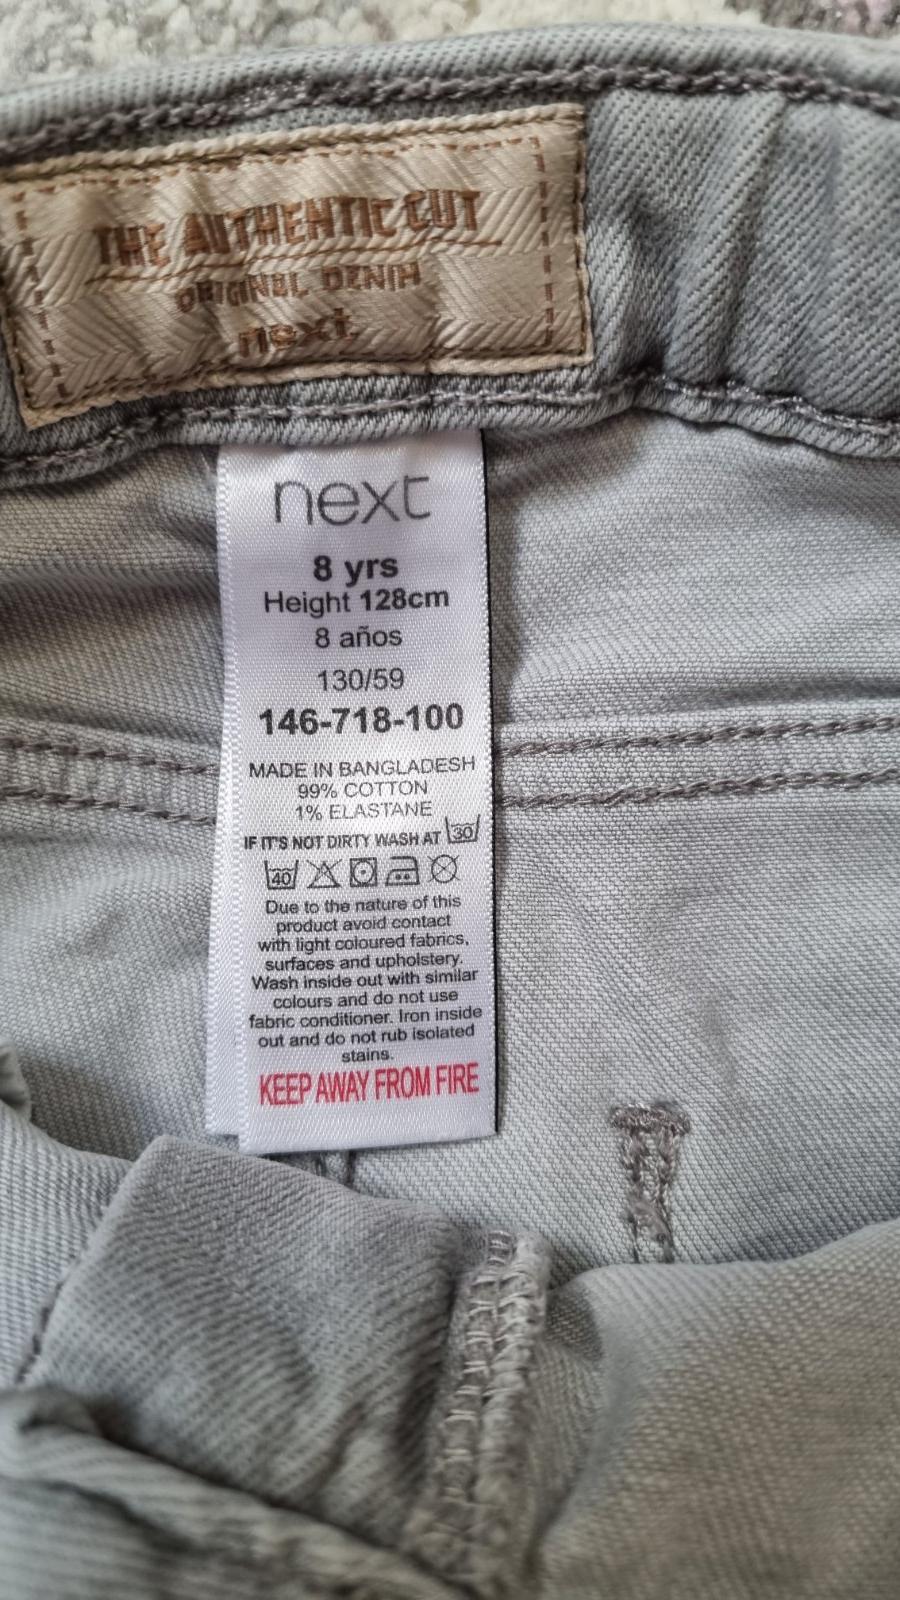 THE AUTHENTIC CUT
ORIGINAL DENIM
next
next
8 yrs
Height 128cm
8 años
130/59
146-718-100
MADE IN BANGLADESH
99% COTTON
1% ELASTANE
IF IT'S NOT DIRTY WASH AT 30
40
Due to the nature of this
product avoid contact
with light coloured fabrics,
surfaces and upholstery.
Wash inside out with similar
colours and do not use
fabric conditioner. Iron inside
out and do not rub isolated
stains.
KEEP AWAY FROM FIRE